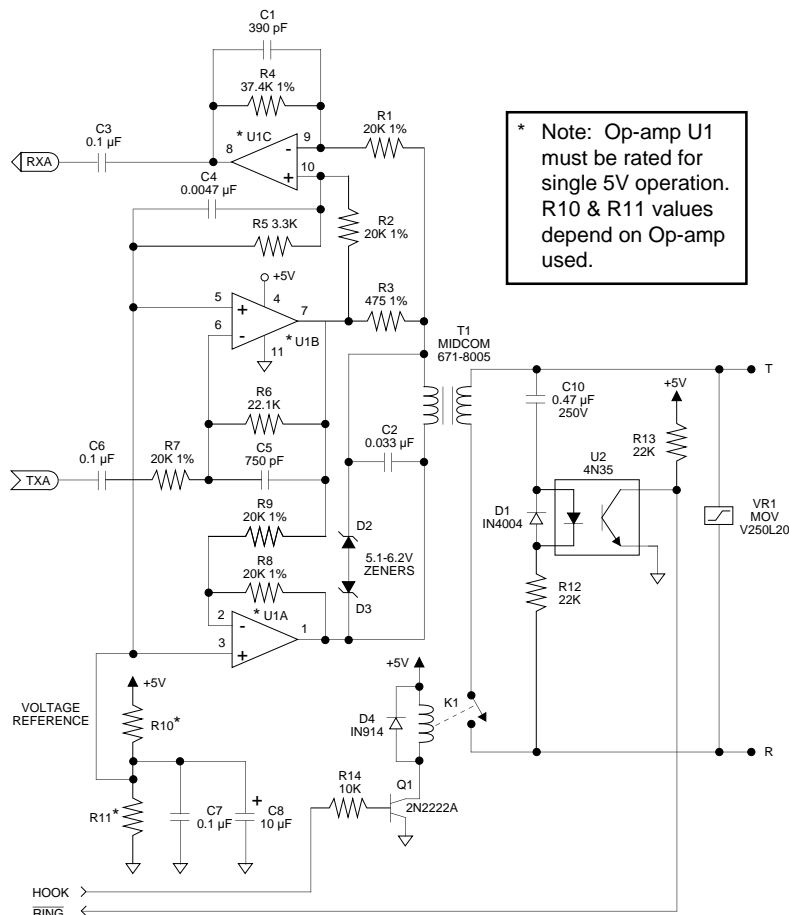 C1
390 pF
R4
37.4K 1%
C3
0.1 µF
* U1C
9
8
10
-
+
R1
20K 1%
RXA
C4
0.0047 µF
R5 3.3K
R2
20K 1%
* Note: Op-amp U1
must be rated for
single 5V operation.
R10 & R11 values
depend on Op-amp
used.
+5V
5
+
4
7
6
-
11
* U1B
R3
475 1%
T1
MIDCOM
671-8005
T
R6
22.1K
C2
0.033 µF
C10
0.47 µF
250V
+5V
R13
22K
C6
0.1 µF
R7
20K 1%
C5
750 pF
TXA
U2
4N35
D1
IN4004
VR1
MOV
V250L20
R9
20K 1%
D2
5.1-6.2V
ZENERS
D3
R8
20K 1%
R12
22K
* U1A
2
-
1
3
+
+5V
VOLTAGE
REFERENCE
R10*
+5V
K1
D4
IN914
R
R14
10K
Q1
2N2222A
R11*
C7
0.1 µF
+
C8
10 µF
HOOK
RING